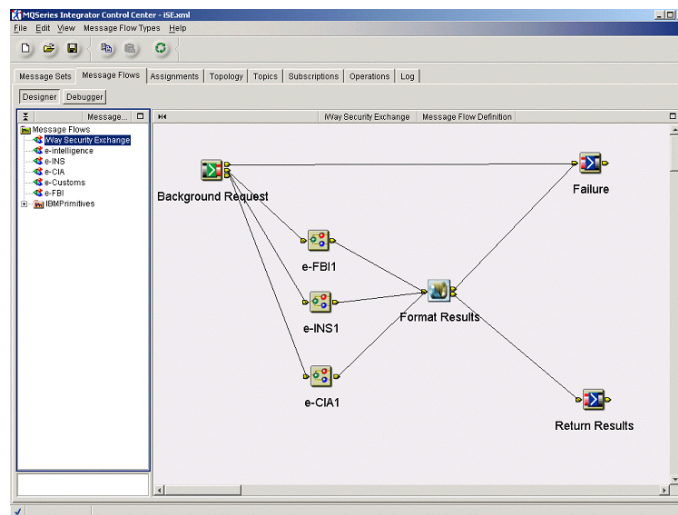 MQSeries Integrator Control Center - iSE.xml
File Edit View Message Flow Types Help
Message Sets Message Flows Assignments Topology Topics Subscriptions Operations Log
Designer Debugger
Message... iWay Security Exchange Message Flow Definition
Message Flows
iWay Security Exchange
e-intelligence
e-INS
e-CIA
e-Customs
e-FBI
IBMPrimitives
Background Request
Failure
e-FBI1
e-INS1
Format Results
e-CIA1
Return Results